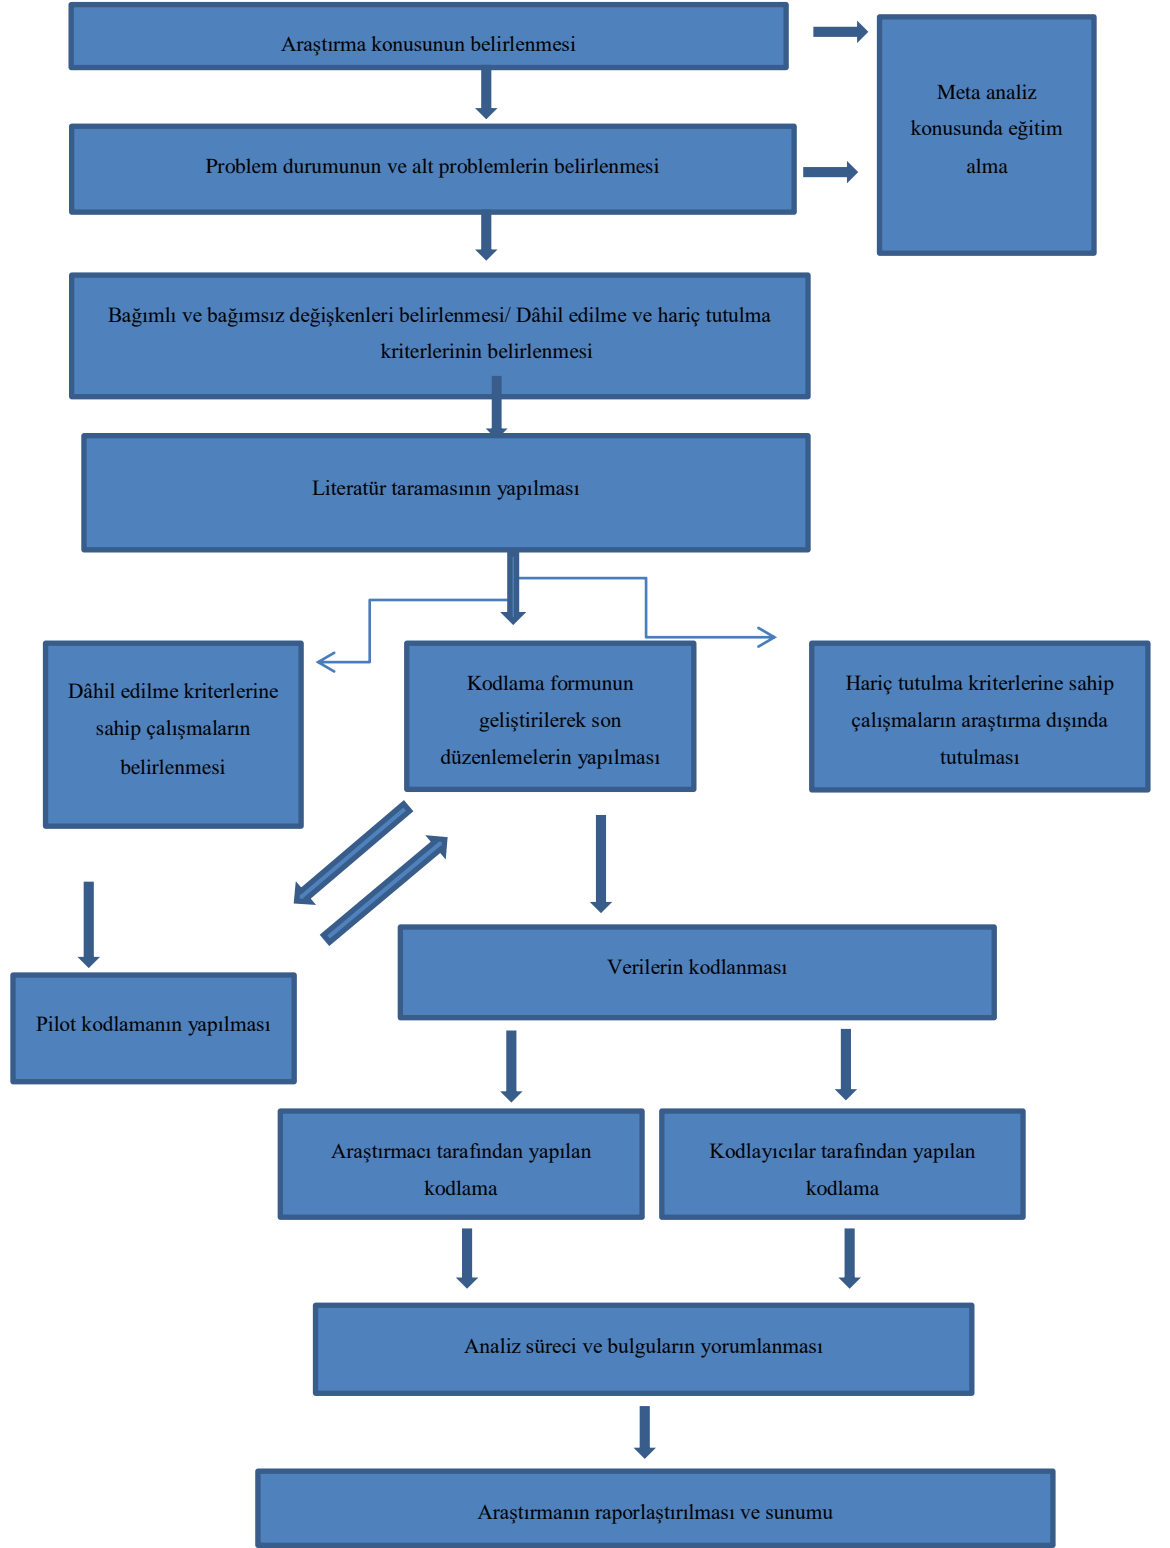 Araştırma konusunun belirlenmesi
Meta analiz
konusunda eğitim
alma
Problem durumunun ve alt problemlerin belirlenmesi
Bağımlı ve bağımsız değişkenleri belirlenmesi/ Dâhil edilme ve hariç tutulma
kriterlerinin belirlenmesi
Literatür taramasının yapılması
Dâhil edilme kriterlerine
sahip çalışmaların
belirlenmesi
Kodlama formunun
geliştirilerek son
düzenlemelerin yapılması
Hariç tutulma kriterlerine sahip
çalışmaların araştırma dışında
tutulması
Verilerin kodlanması
Pilot kodlamanın yapılması
Araştırmacı tarafından yapılan
kodlama
Kodlayıcılar tarafından yapılan
kodlama
Analiz süreci ve bulguların yorumlanması
Araştırmanın raporlaştırılması ve sunumu